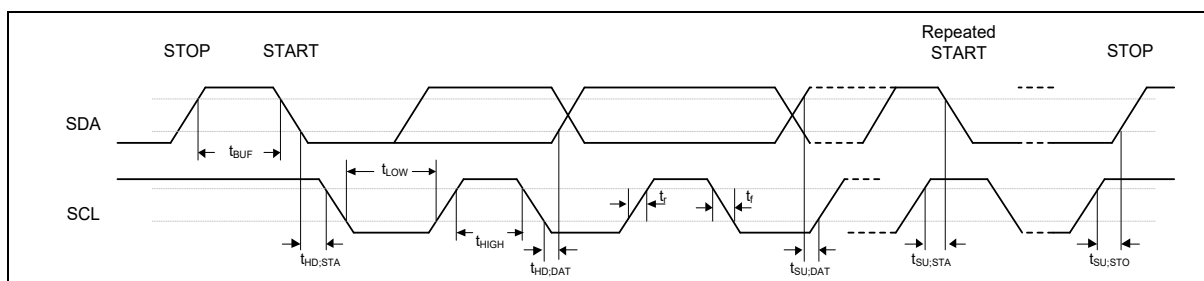 Repeated
STOP START START STOP
SDA
tBUF
tLOW
SCL
tr tf
tHIGH
tHD;STA tHD;DAT tSU;DAT tSU;STA tSU;STO